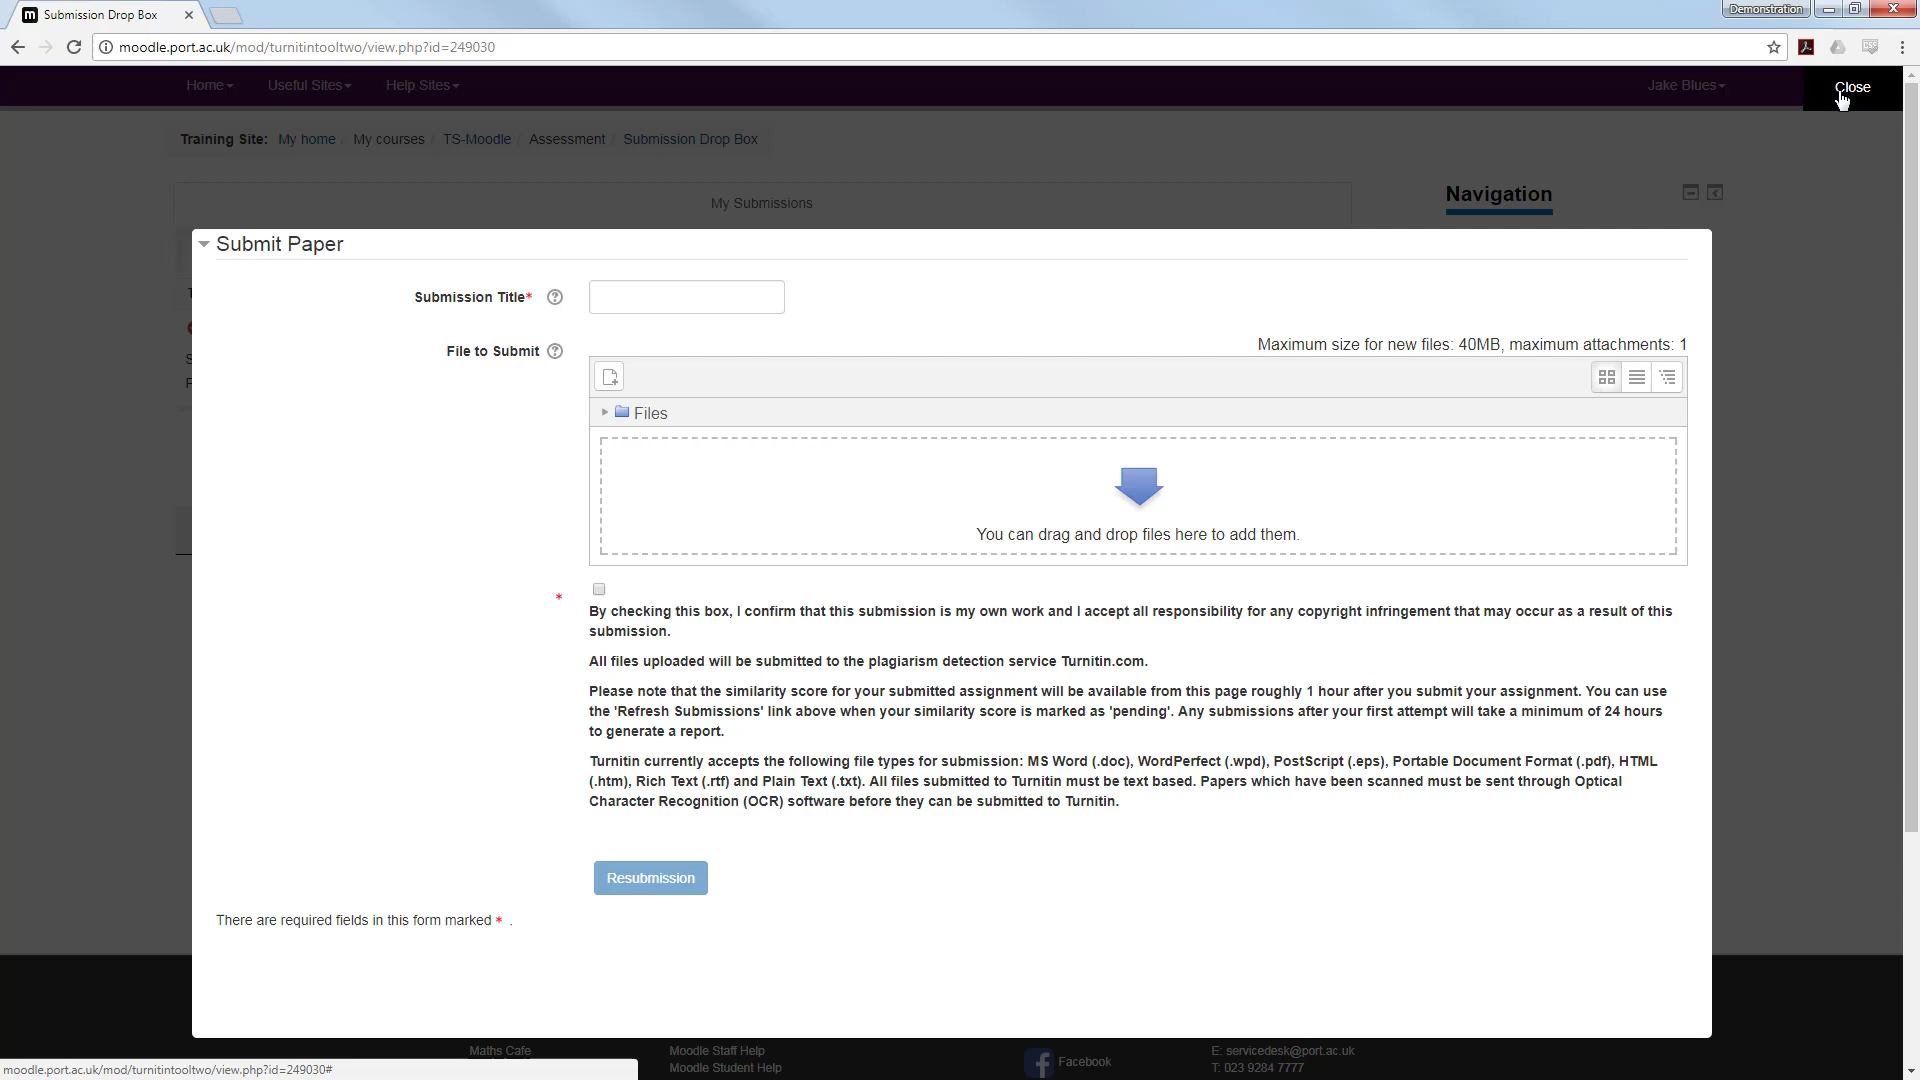 Submission Drop Box
Demonstration
moodle.port.ac.uk/mod/turnitintooltwo/view.php?id=249030
Home Useful Sites Help Sites Jake Blues Close
Training Site: My home / My courses / TS-Moodle / Assessment / Submission Drop Box
My Submissions
Navigation
Submit Paper
Submission Title*
File to Submit
Maximum size for new files: 40MB, maximum attachments: 1
Files
You can drag and drop files here to add them.
*
By checking this box, I confirm that this submission is my own work and I accept all responsibility for any copyright infringement that may occur as a result of this
submission.
All files uploaded will be submitted to the plagiarism detection service Turnitin.com.
Please note that the similarity score for your submitted assignment will be available from this page roughly 1 hour after you submit your assignment. You can use
the 'Refresh Submissions' link above when your similarity score is marked as 'pending'. Any submissions after your first attempt will take a minimum of 24 hours
to generate a report.
Turnitin currently accepts the following file types for submission: MS Word (.doc), WordPerfect (.wpd), PostScript (.eps), Portable Document Format (.pdf), HTML
(.htm), Rich Text (.rtf) and Plain Text (.txt). All files submitted to Turnitin must be text based. Papers which have been scanned must be sent through Optical
Character Recognition (OCR) software before they can be submitted to Turnitin.
Resubmission
There are required fields in this form marked * .
Maths Cafe
Moodle Staff Help
Moodle Student Help
Facebook
E: servicedesk@port.ac.uk
T: 023 9284 7777
moodle.port.ac.uk/mod/turnitintooltwo/view.php?id=249030#